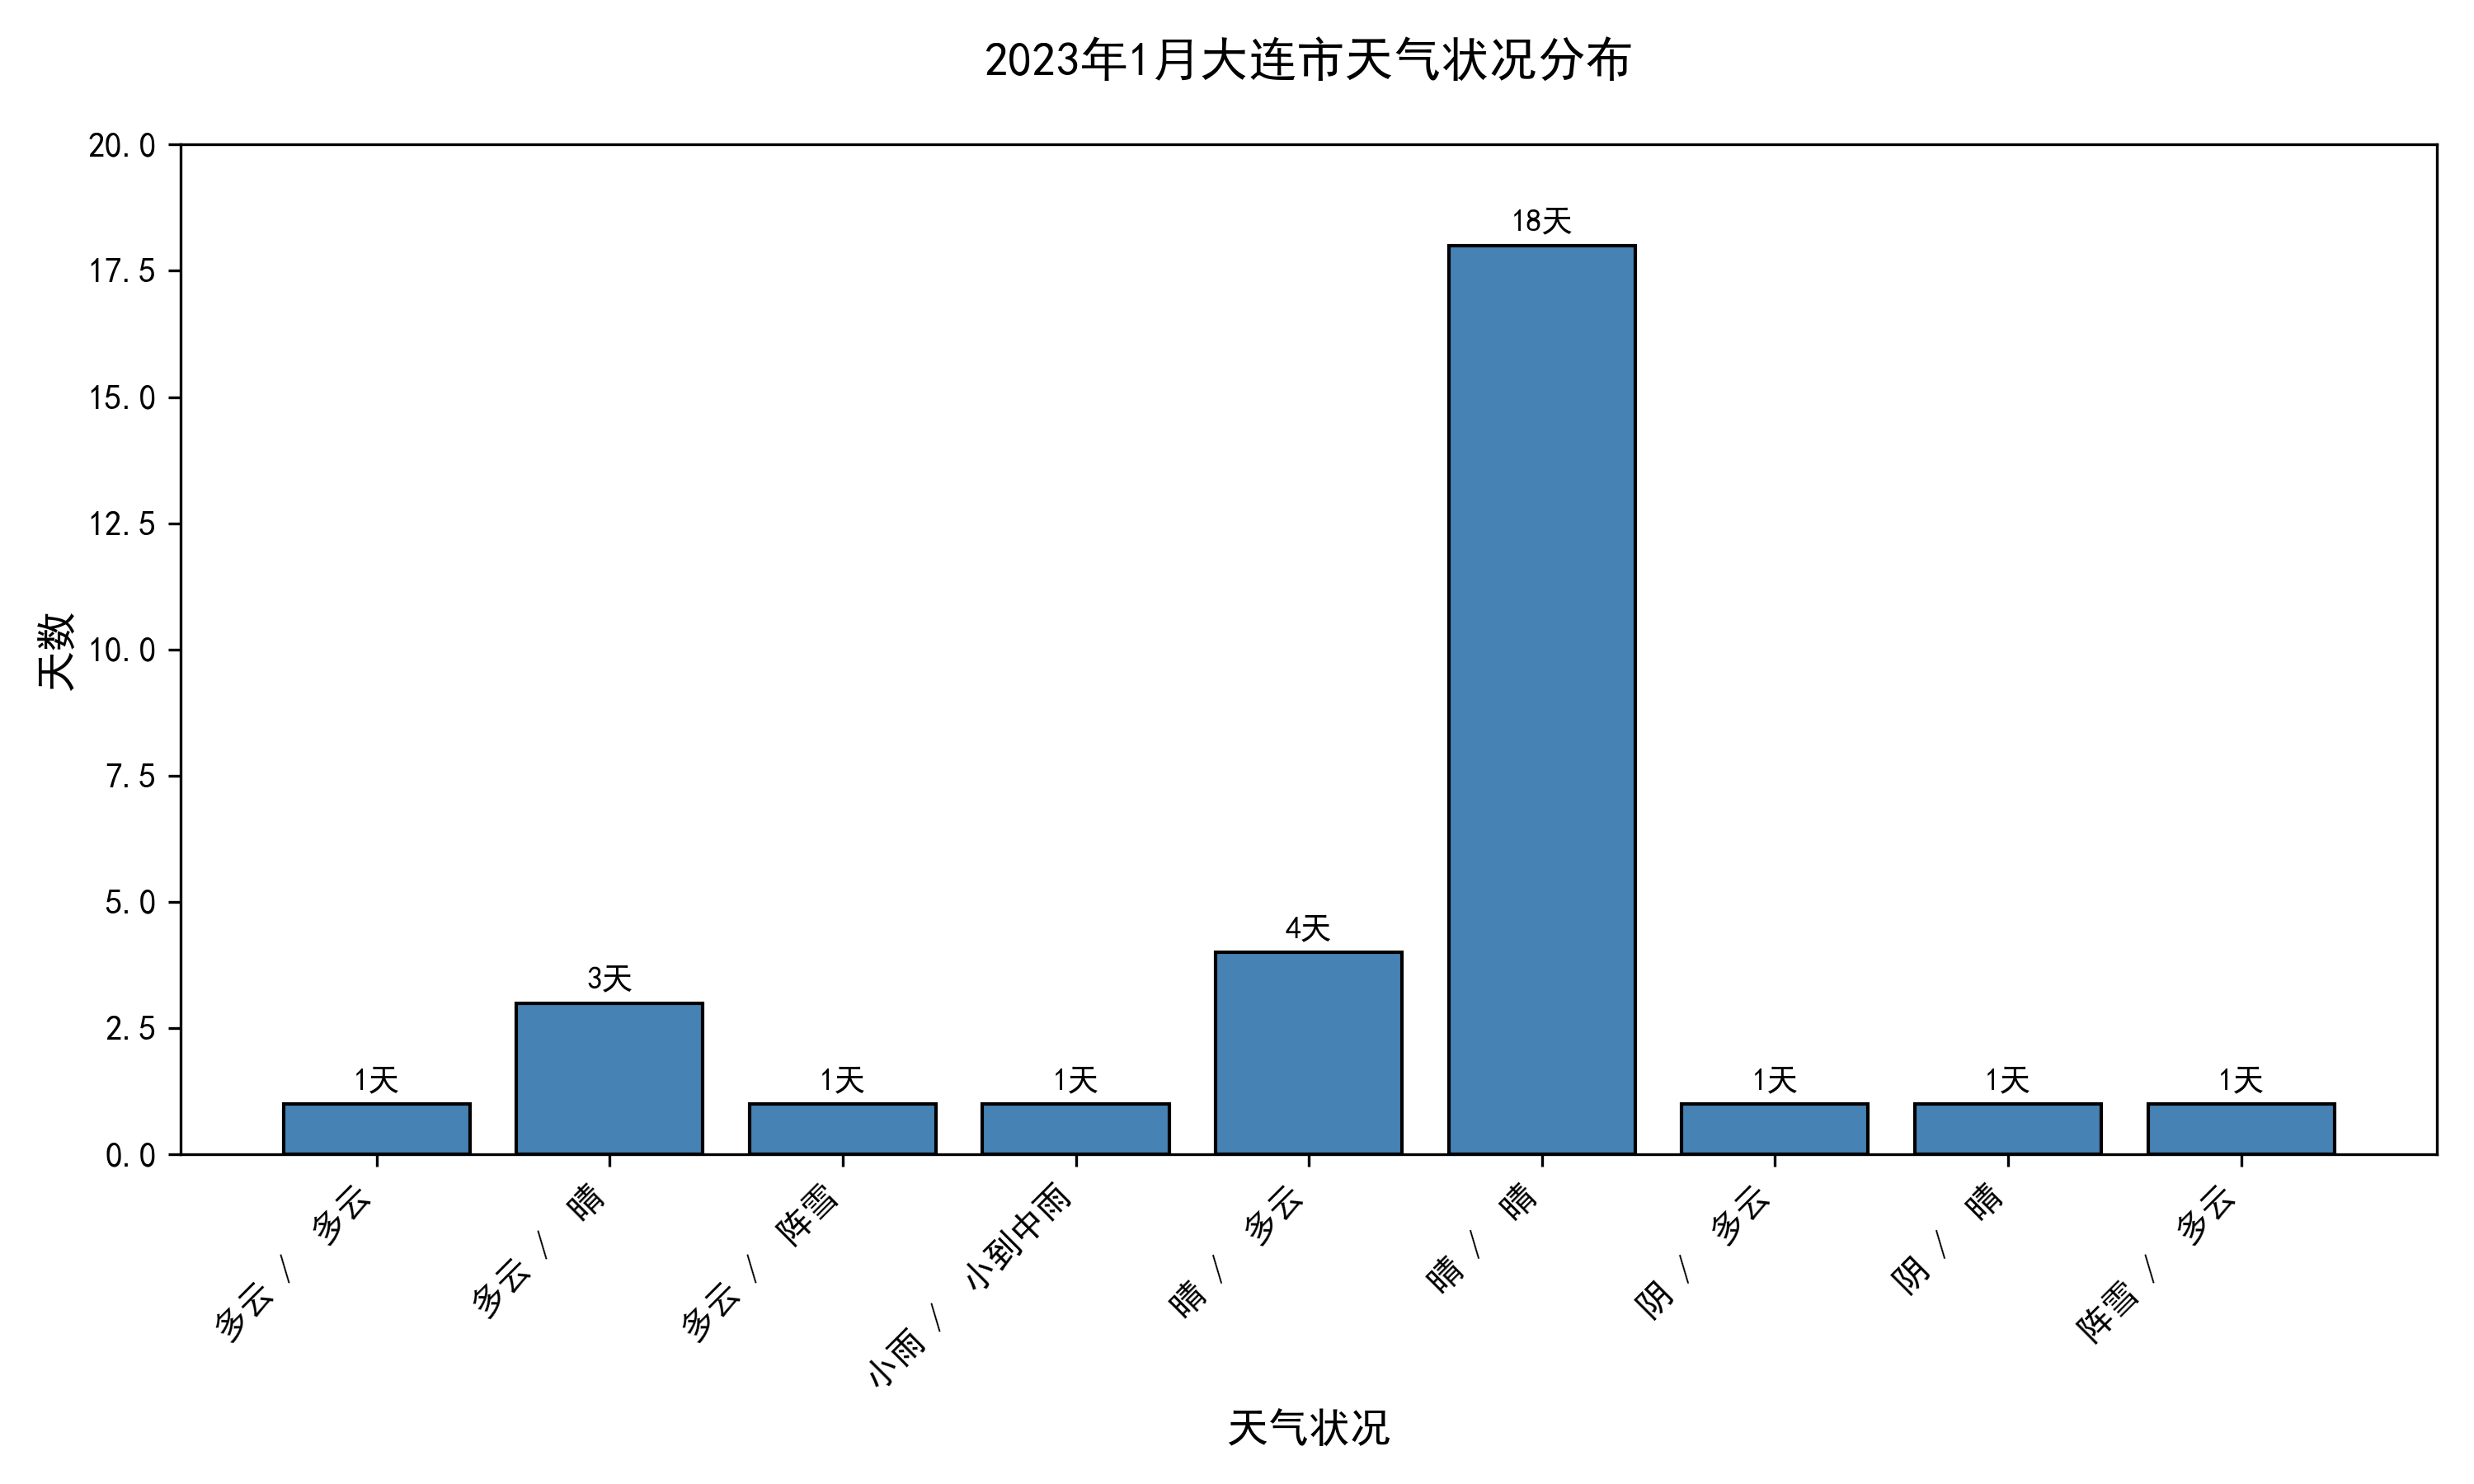 2023年1月大连市天气状况分布
天数
20.0
17.5
15.0
12.5
10.0
7.5
5.0
2.5
0.0
1天
3天
1天
1天
4天
18天
1天
1天
1天
多云 / 多云
多云 / 晴
多云 / 阵雪
小雨 / 小到中雨
晴 / 多云
晴 / 晴
阴 / 多云
阴 / 晴
阵雪 / 多云
天气状况